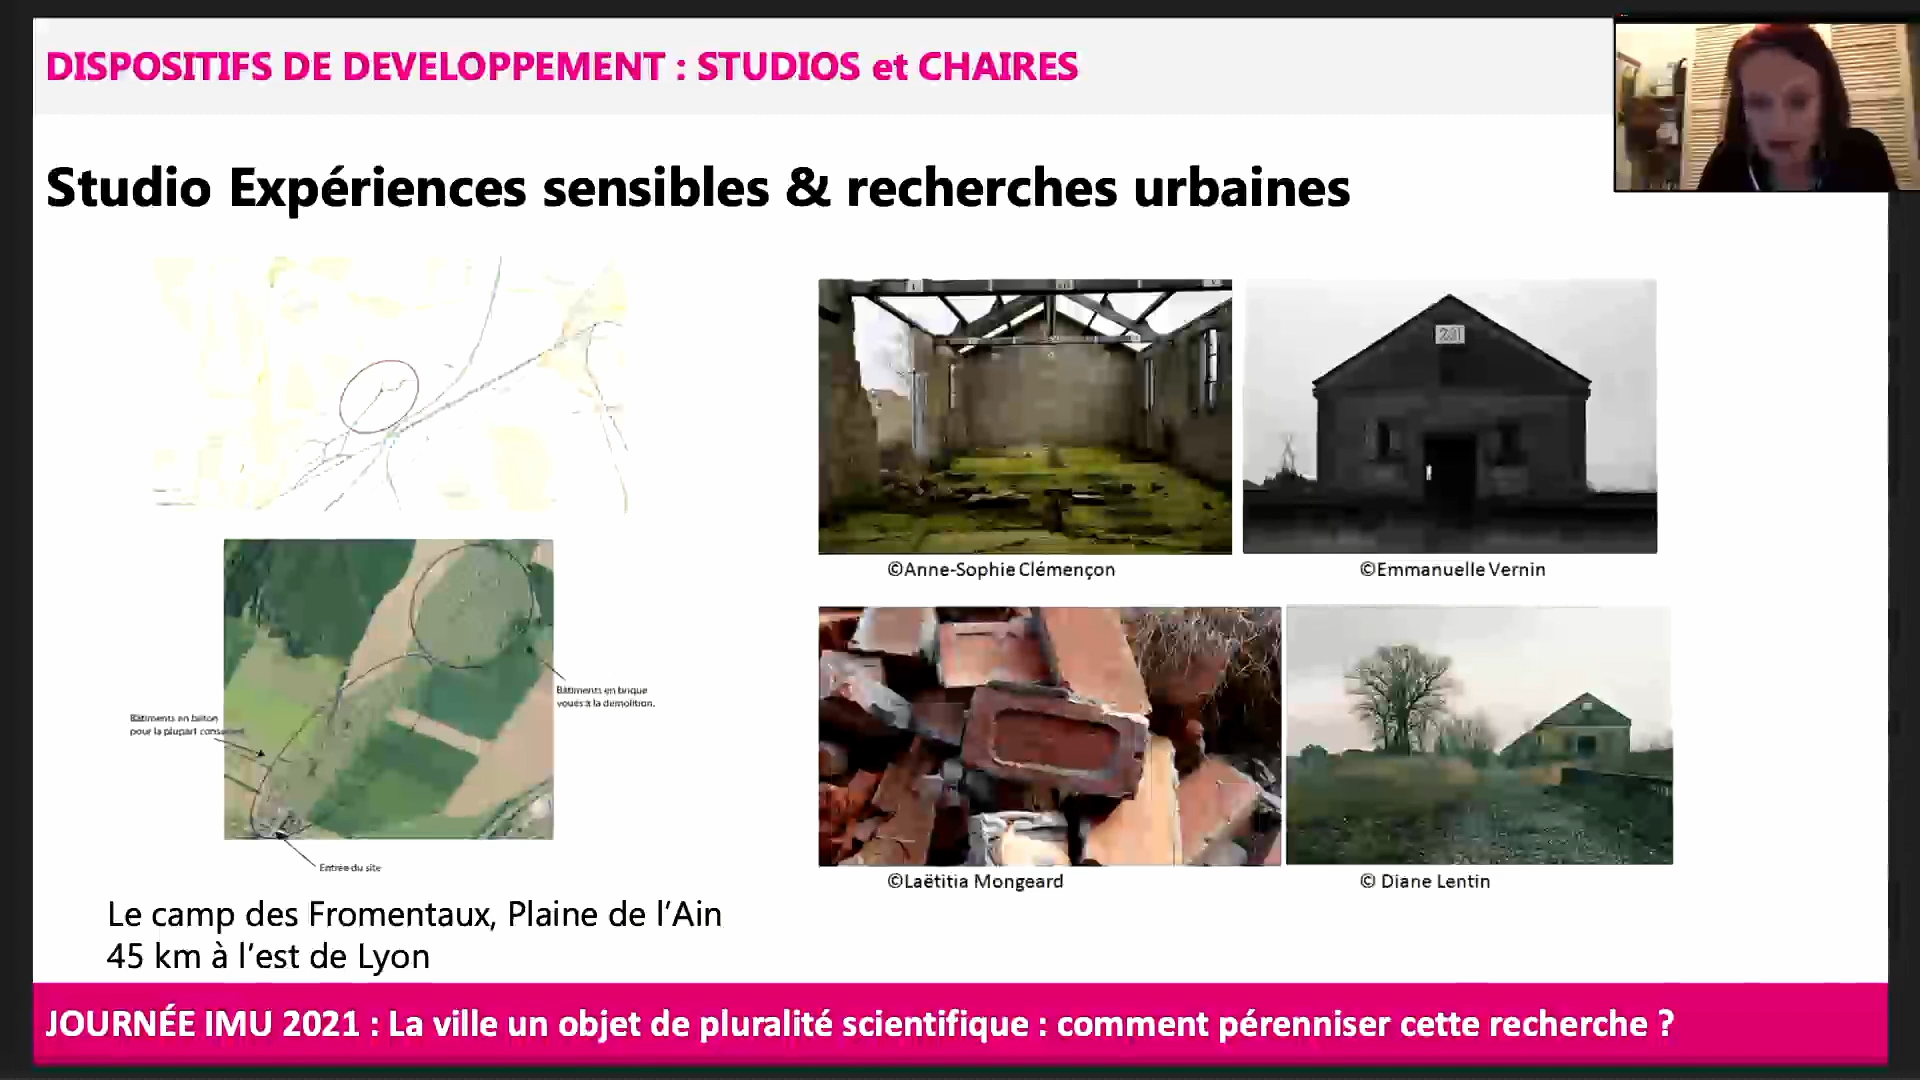 DISPOSITIFS DE DEVELOPPEMENT : STUDIOS et CHAIRES
Studio Expériences sensibles & recherches urbaines
Bâtiments en brique
voués à la démolition.
Bâtiments en béton
pour la plupart
Entrée du site
Le camp des Fromentaux, Plaine de l'Ain
45 km à l'est de Lyon
©Anne-Sophie Clémençon
©Emmanuelle Vernin
©Laëtitia Mongeard
© Diane Lentin
JOURNÉE IMU 2021 : La ville un objet de pluralité scientifique : comment pérenniser cette recherche ?